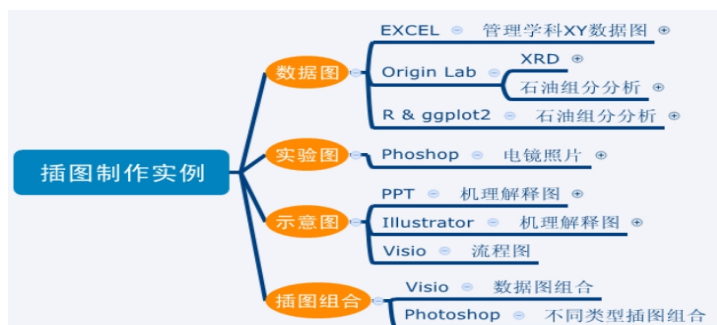 EXCEL 管理学科XY数据图
数据图
Origin Lab
XRD
石油组分分析
R & ggplot2 石油组分分析
插图制作实例
实验图
Phoshop 电镜照片
示意图
PPT 机理解释图
Illustrator 机理解释图
Visio 流程图
插图组合
Visio 数据图组合
Photoshop 不同类型插图组合